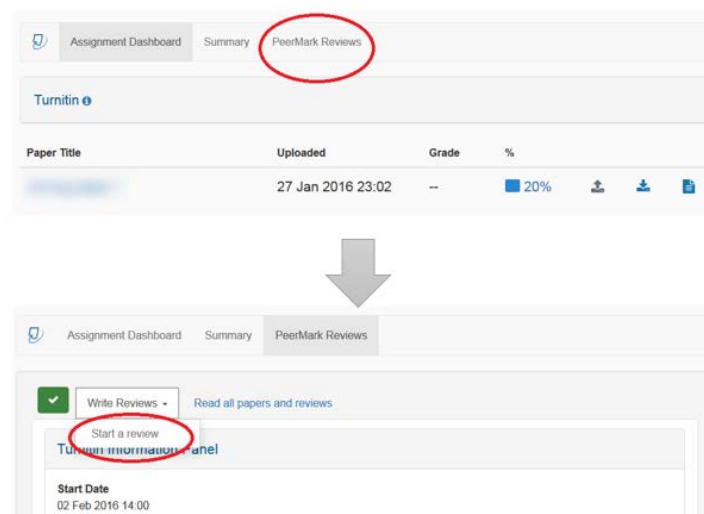 Assignment Dashboard Summary PeerMark Reviews
Turnitin
Paper Title Uploaded Grade %
27 Jan 2016 23:02 -- 20%
Assignment Dashboard Summary PeerMark Reviews
Write Reviews Read all papers and reviews
Start a review
Turnitin Information Panel
Start Date
02 Feb 2016 14:00